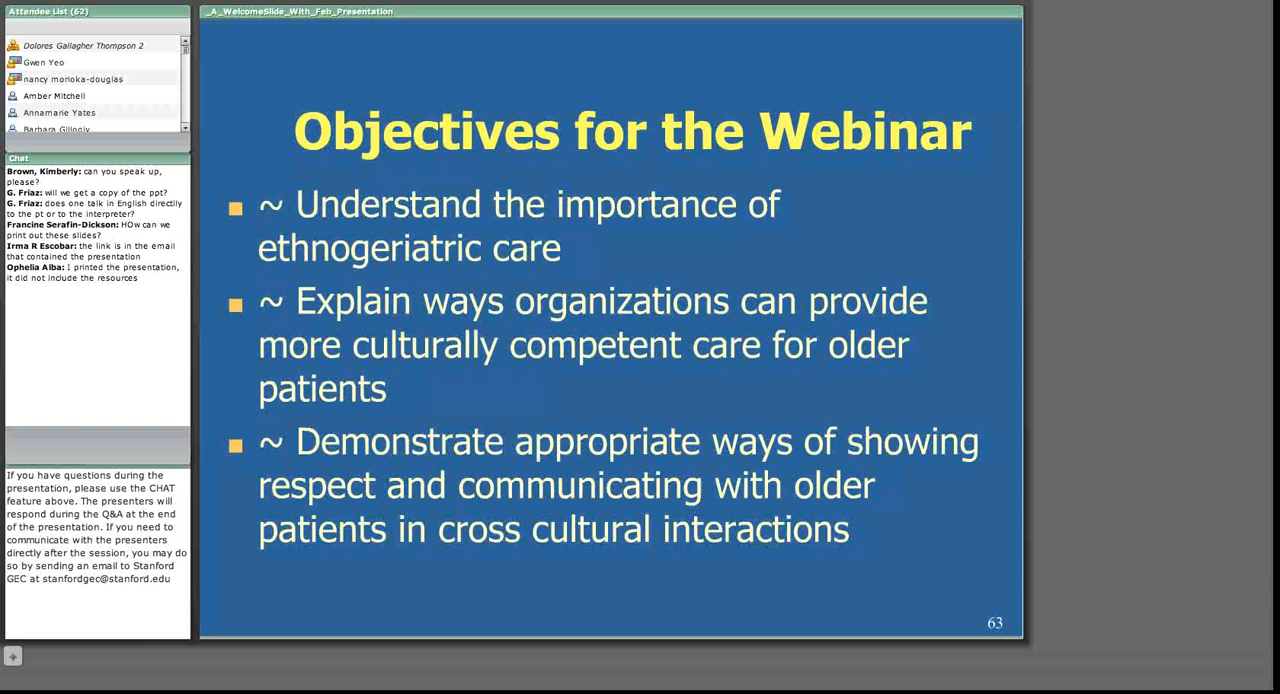 Attendee List (62)
Dolores Gallagher Thompson 2
Gwen Yeo
nancy morioka-douglas
Amber Mitchell
Annamarie Yates
Barbara Gillogly
Chat
Brown, Kimberly: can you speak up,
please?
G. Friaz: will we get a copy of the ppt?
G. Friaz: does one talk in English directly
to the pt or to the interpreter?
Francine Serafin-Dickson: HOw can we
print out these slides?
Irma R Escobar: the link is in the email
that contained the presentation
Ophelia Alba: I printed the presentation,
it did not include the resources
If you have questions during the
presentation, please use the CHAT
feature above. The presenters will
respond during the Q&A at the end
of the presentation. If you need to
communicate with the presenters
directly after the session, you may do
so by sending an email to Stanford
GEC at stanfordgec@stanford.edu
_A_WelcomeSlide_With_Feb_Presentation
Objectives for the Webinar
~ Understand the importance of
ethnogeriatric care
~ Explain ways organizations can provide
more culturally competent care for older
patients
~ Demonstrate appropriate ways of showing
respect and communicating with older
patients in cross cultural interactions
63